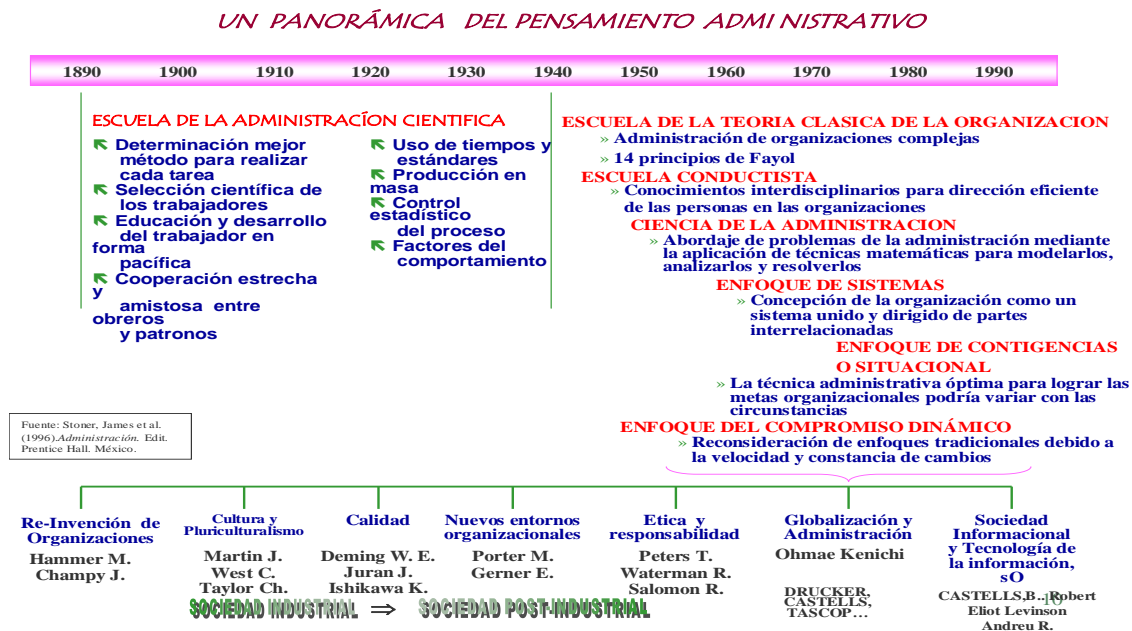 UN PANORÁMICA DEL PENSAMIENTO ADMI NISTRATIVO
1890 1900 1910 1920 1930 1940 1950 1960 1970 1980 1990
ESCUELA DE LA ADMINISTRACÍON CIENTIFICA
Determinación mejor
método para realizar
cada tarea
Selección científica de
los trabajadores
Educación y desarrollo
del trabajador en
forma
pacífica
Cooperación estrecha
y
amistosa entre
obreros
y patronos
Uso de tiempos y
estándares
Producción en
masa
Control
estadístico
del proceso
Factores del
comportamiento
ESCUELA DE LA TEORIA CLASICA DE LA ORGANIZACION
» Administración de organizaciones complejas
» 14 principios de Fayol
ESCUELA CONDUCTISTA
» Conocimientos interdisciplinarios para dirección eficiente
de las personas en las organizaciones
CIENCIA DE LA ADMINISTRACION
» Abordaje de problemas de la administración mediante
la aplicación de técnicas matemáticas para modelarlos,
analizarlos y resolverlos
ENFOQUE DE SISTEMAS
» Concepción de la organización como un
sistema unido y dirigido de partes
interrelacionadas
ENFOQUE DE CONTIGENCIAS
O SITUACIONAL
» La técnica administrativa óptima para lograr las
metas organizacionales podría variar con las
circunstancias
ENFOQUE DEL COMPROMISO DINÁMICO
» Reconsideración de enfoques tradicionales debido a
la velocidad y constancia de cambios
Fuente: Stoner, James et al.
(1996).Administración. Edit.
Prentice Hall. México.
Re-Invención de
Organizaciones
Hammer M.
Champy J.
Cultura y
Pluriculturalismo
Martin J.
West C.
Taylor Ch.
Calidad
Deming W. E.
Juran J.
Ishikawa K.
Nuevos entornos
organizacionales
Porter M.
Gerner E.
Etica y
responsabilidad
Peters T.
Waterman R.
Salomon R.
Globalización y
Administración
Ohmae Kenichi
DRUCKER,
CASTELLS,
TASCOP...
Sociedad
Informacional
y Tecnología de
la información,
sO
CASTELLS,B.. Robert
Eliot Levinson
Andreu R.
10
SOCIEDAD INDUSTRIAL ⇒ SOCIEDAD POST-INDUSTRIAL